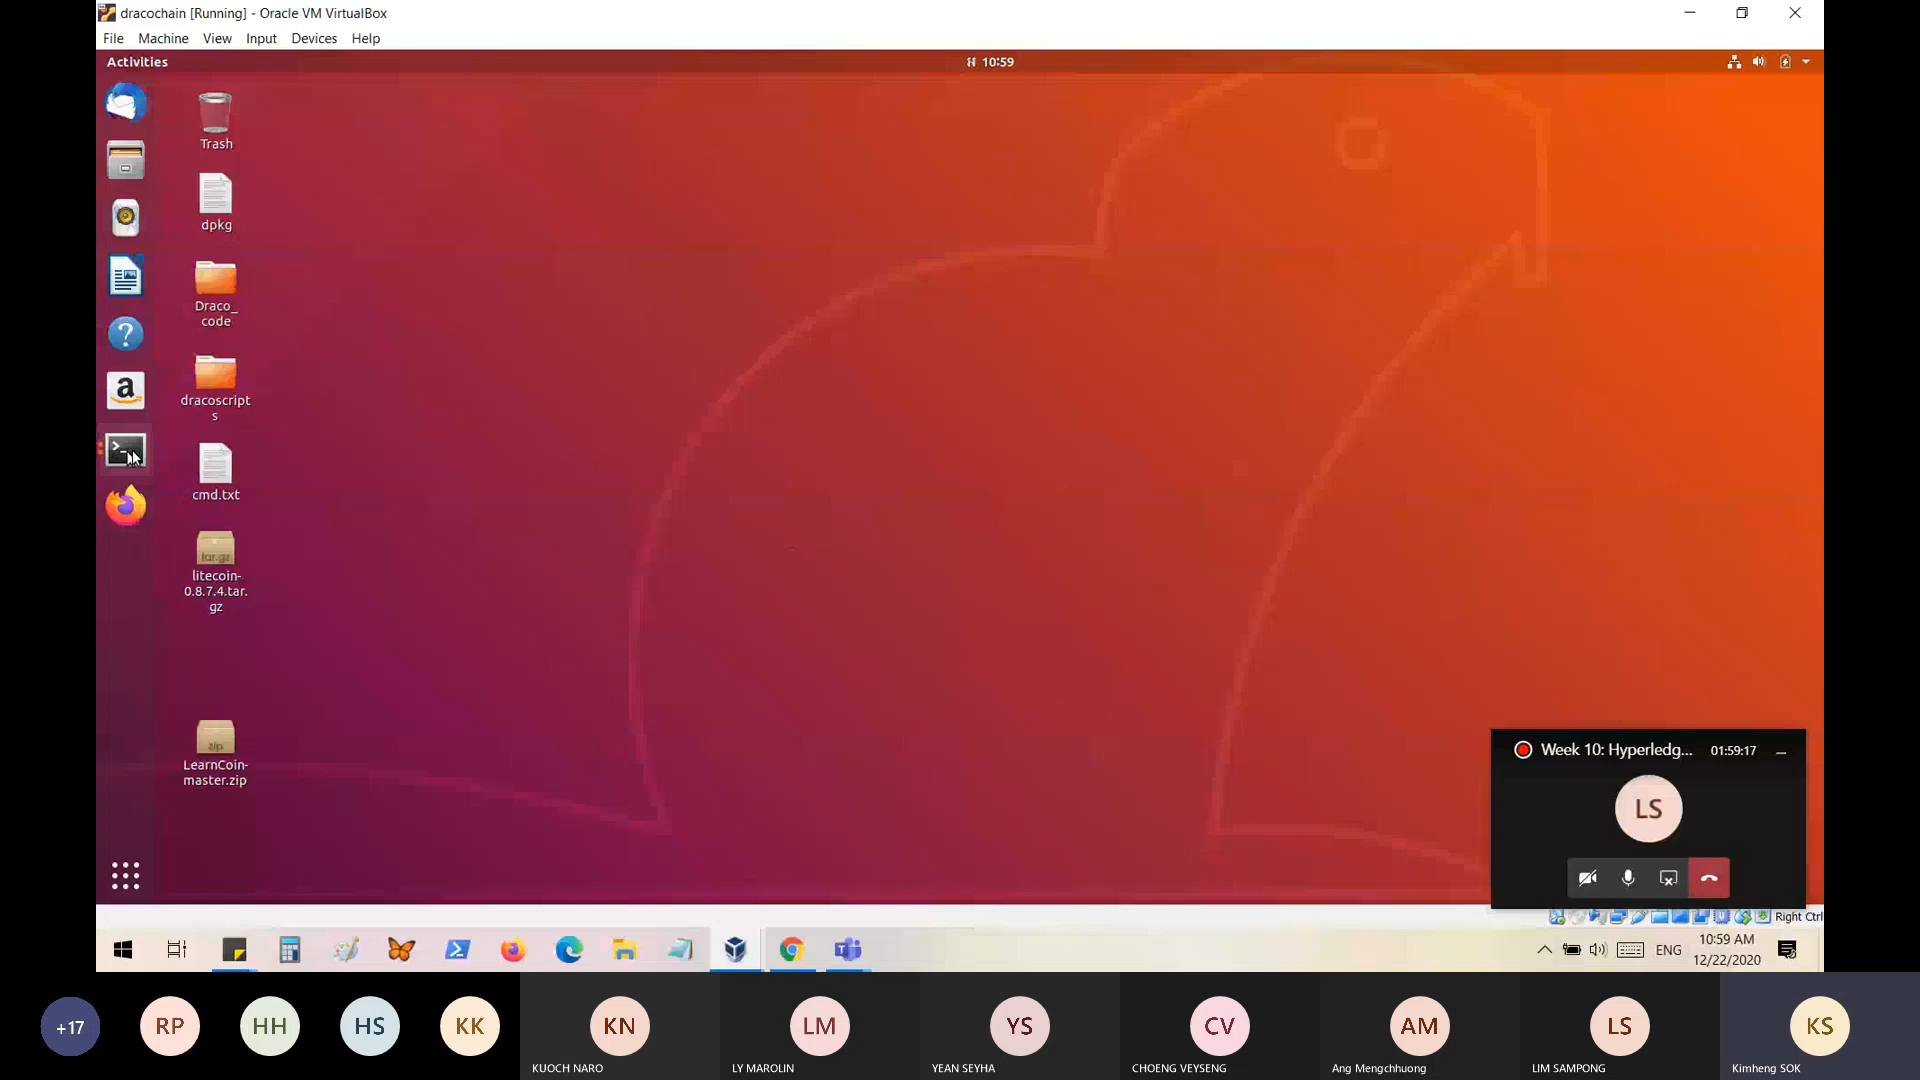 dracochain [Running] - Oracle VM VirtualBox
File Machine View Input Devices Help
Activities
10:59
Trash
dpkg
Draco_
code
dracoscript
s
cmd.txt
tar.gz
litecoin-
0.8.7.4.tar.
gz
zip
LearnCoin-
master.zip
Week 10: Hyperledg... 01:59:17
LS
Right Ctrl
ENG
10:59 AM
12/22/2020
+17
RP
HH
HS
KK
KN
KUOCH NARO
LM
LY MAROLIN
YS
YEAN SEYHA
CV
CHOENG VEYSENG
AM
Ang Mengchhuong
LS
LIM SAMPONG
KS
Kimheng SOK